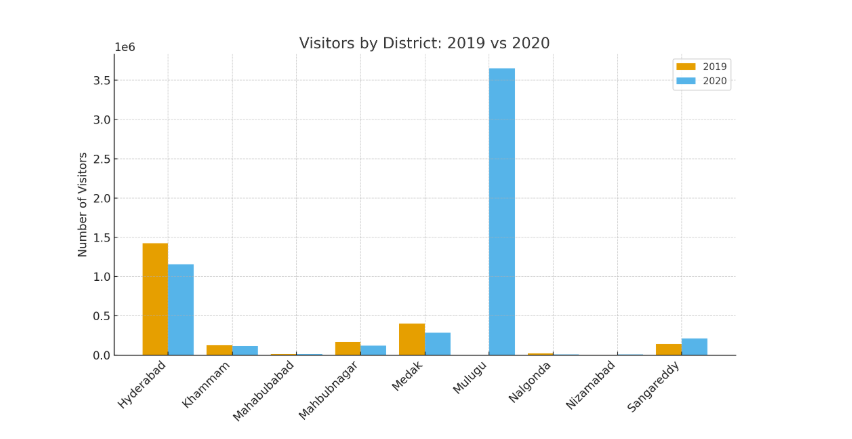 Visitors by District: 2019 vs 2020
1e6
2019
2020
3.5
3.0
2.5
2.0
1.5
1.0
0.5
0.0
Number of Visitors
Hyderabad
Khammam
Mahabubabad
Mahbubnagar
Medak
Mulugu
Nalgonda
Nizamabad
Sangareddy